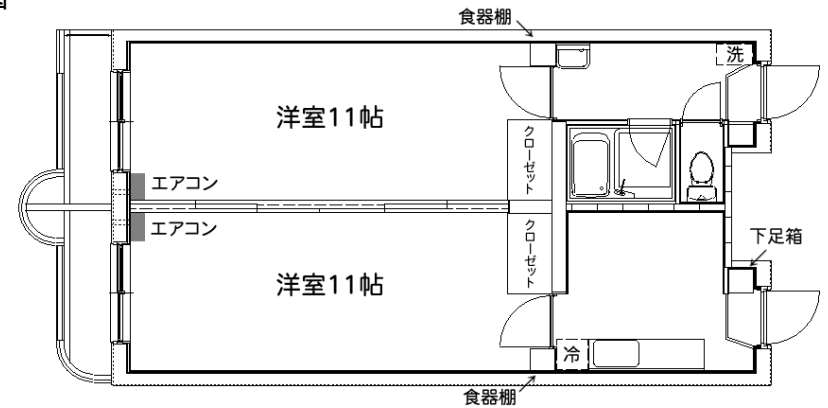 食器棚
洗
洋室11帖
クローゼット
エアコン
エアコン
クローゼット
下足箱
洋室11帖
冷
食器棚